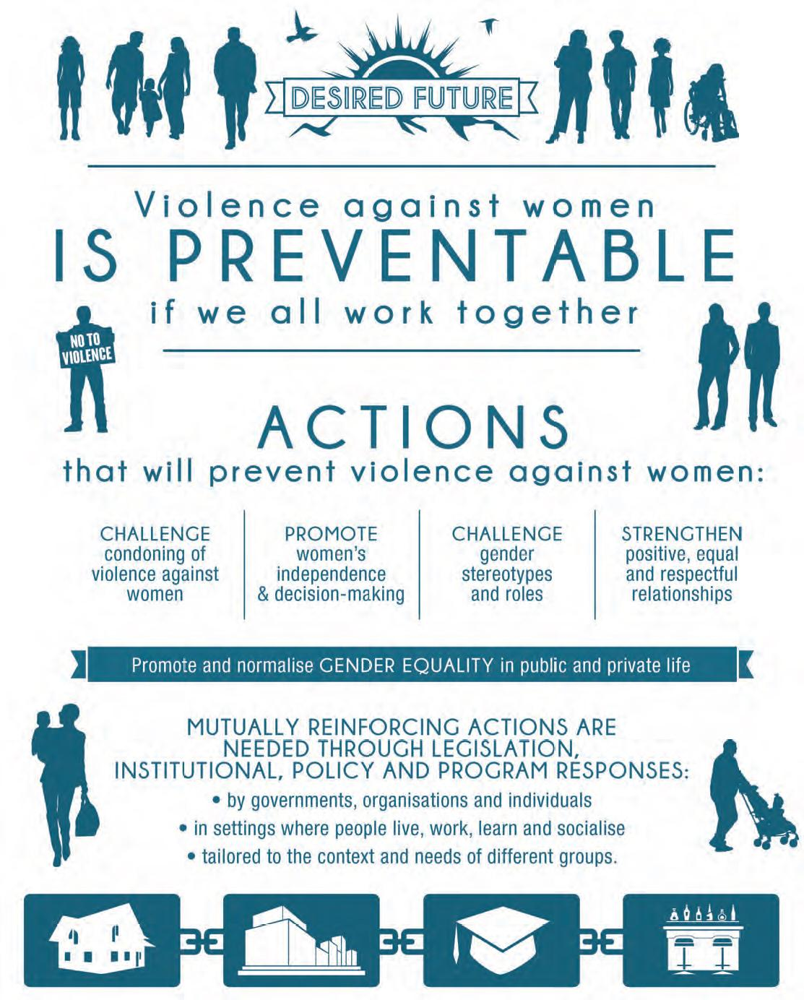 DESIRED FUTURE
Violence against women
IS PREVENTABLE
if we all work together
NO TO
VIOLENCE
ACTIONS
that will prevent violence against women:
CHALLENGE
condoning of
violence against
women
PROMOTE
women's
independence
& decision-making
CHALLENGE
gender
stereotypes
and roles
STRENGTHEN
positive, equal
and respectful
relationships
Promote and normalise GENDER EQUALITY in public and private life
MUTUALLY REINFORCING ACTIONS ARE
NEEDED THROUGH LEGISLATION,
INSTITUTIONAL, POLICY AND PROGRAM RESPONSES:
• by governments, organisations and individuals
• in settings where people live, work, learn and socialise
• tailored to the context and needs of different groups.